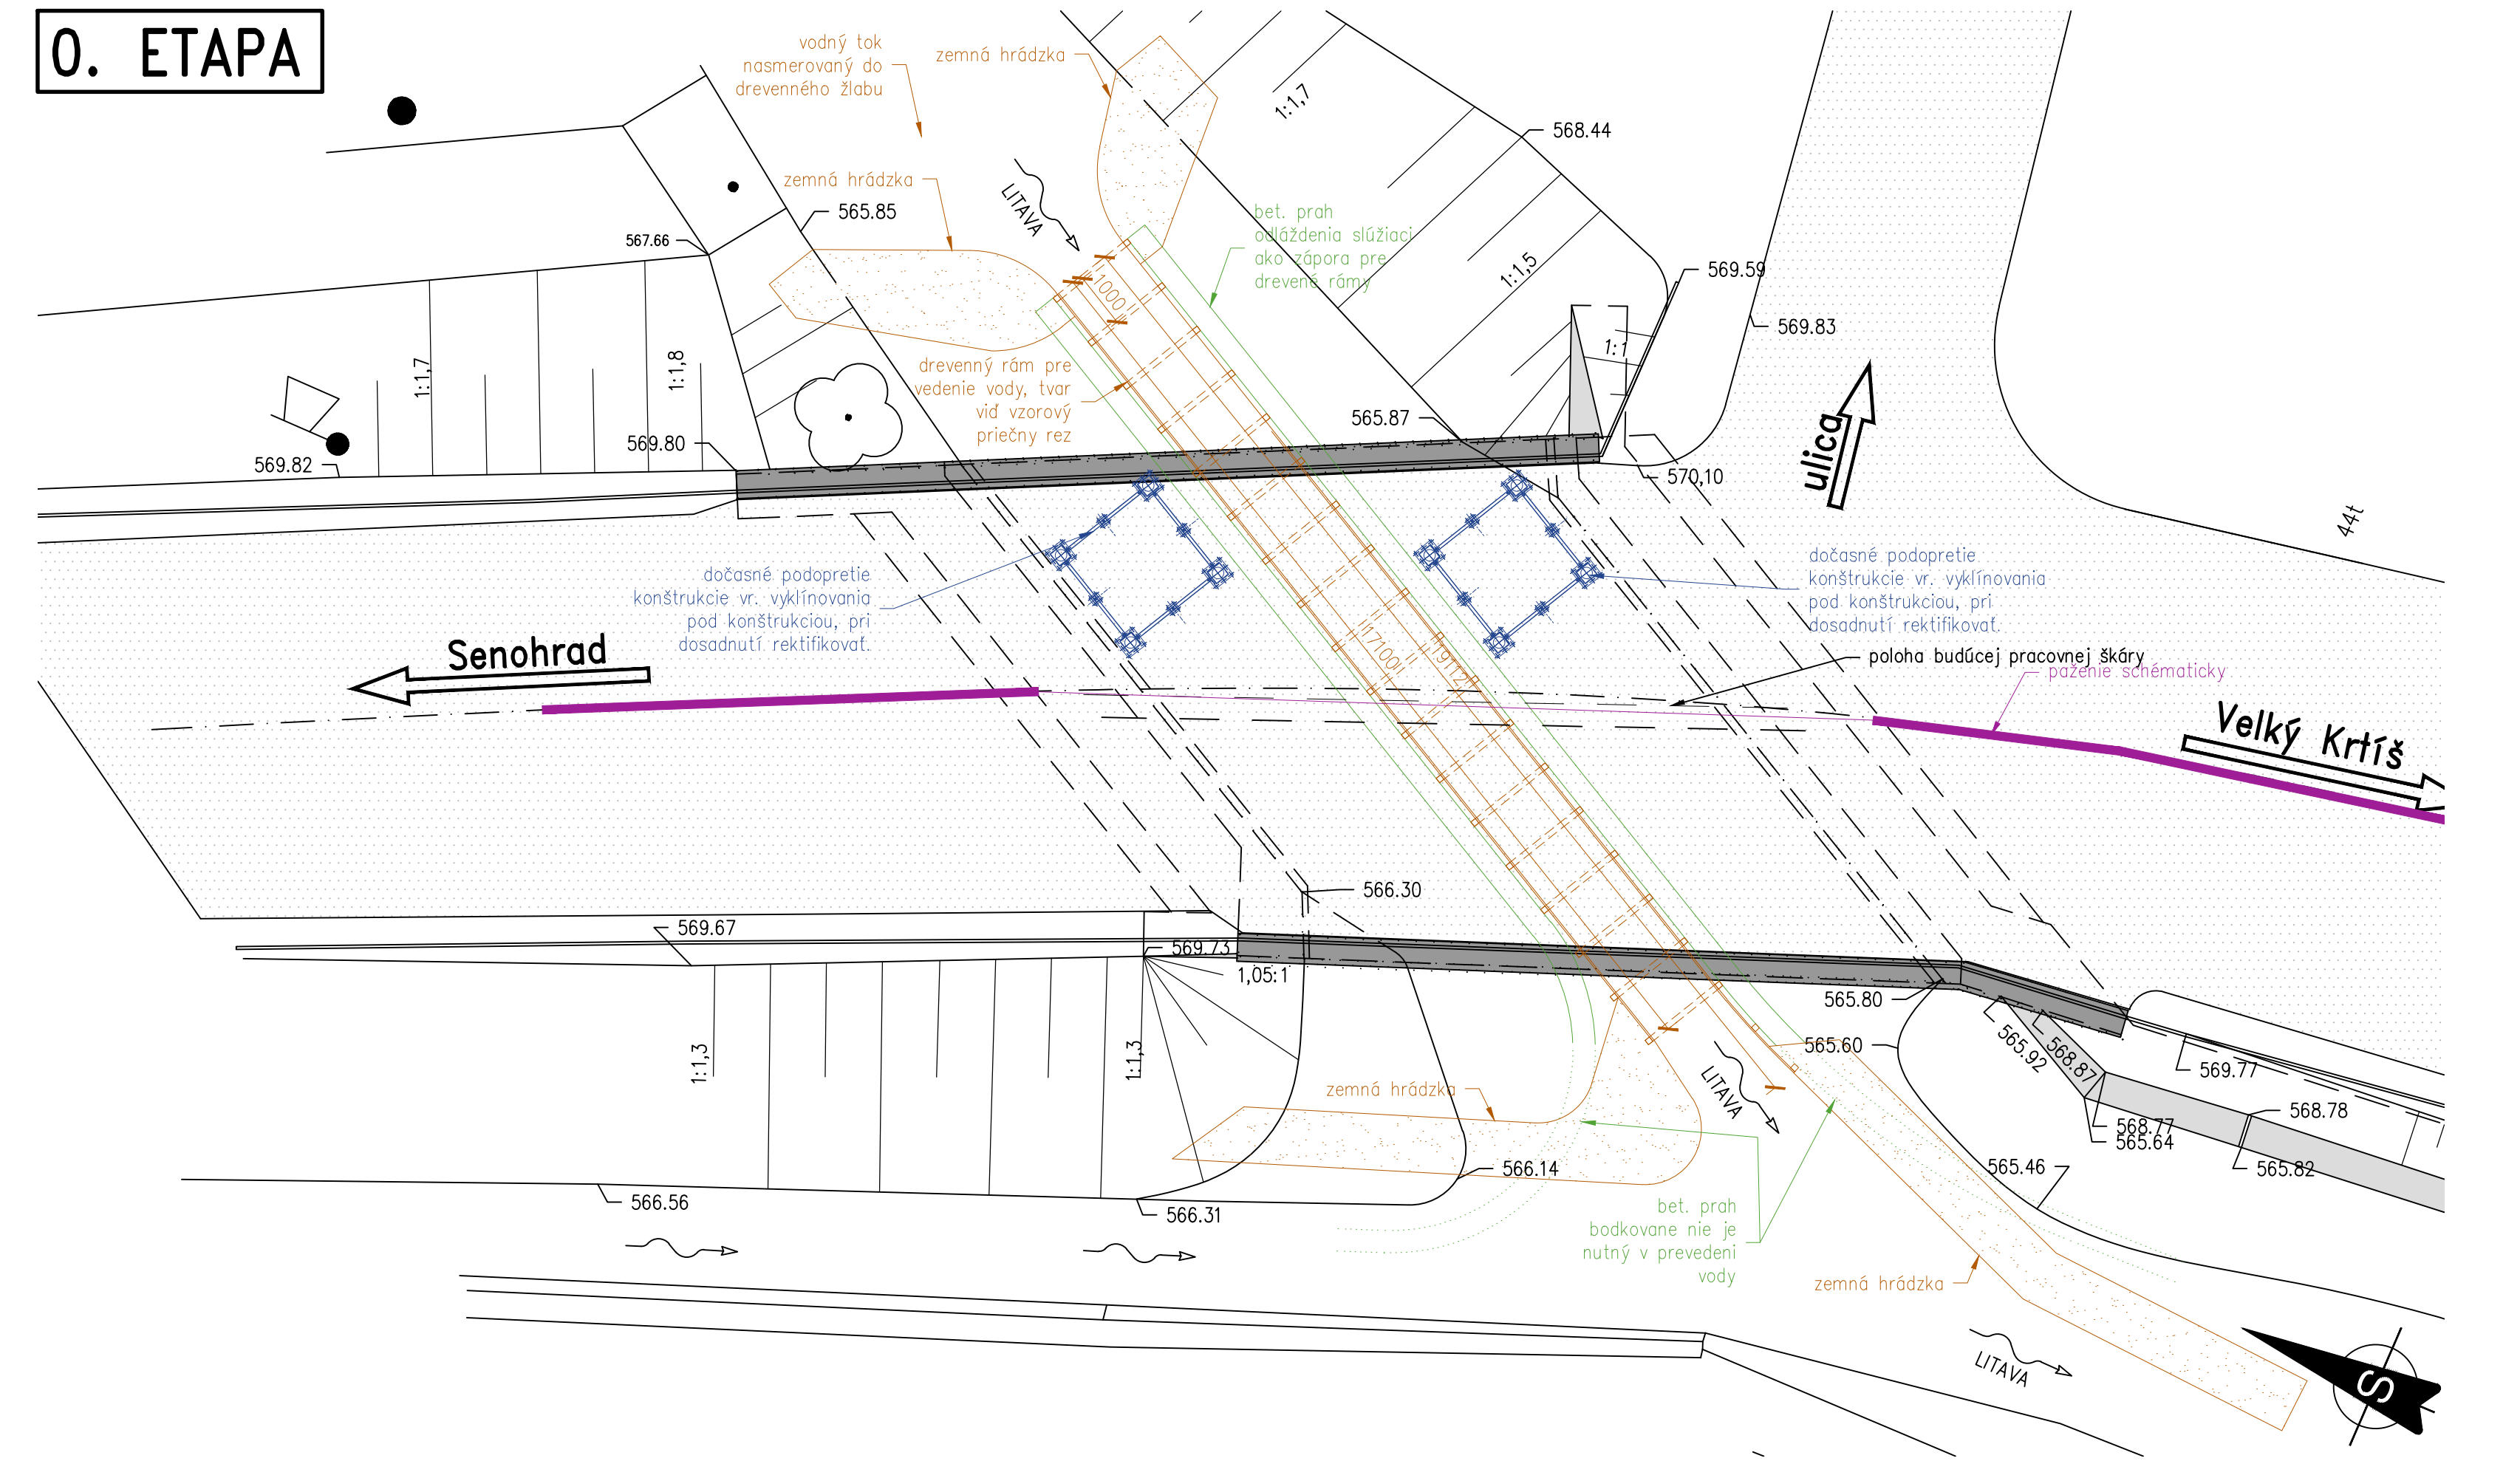 0. ETAPA
vodný tok
nasmerovaný do
drevenného žlabu
zemná hrádzka
zemná hrádzka
LITAVA
1:1,7
568.44
565.85
567.66
bet. prah
odláždenia slúžiaci
ako zápora pre
drevené rámy
1:1,5
569.59
569.83
1:1
1000
1:1,7
1:1,8
drevenný rám pre
vedenie vody, tvar
viď vzorový
priečny rez
565.87
569.80
569.82
570,10
ulica
44t
dočasné podopretie
konštrukcie vr. vyklínovania
pod konštrukciou, pri
dosadnutí rektifikovať.
dočasné podopretie
konštrukcie vr. vyklínovania
pod konštrukciou, pri
dosadnutí rektifikovať.
Senohrad
17100
19112
poloha budúcej pracovnej škáry
paženie schématicky
Velký Krtíš
566.30
569.67
569.73
1,05:1
565.80
565.60
565.92
568.87
569.77
568.77
565.64
568.78
565.82
1:1,3
1:1,3
zemná hrádzka
LITAVA
566.14
565.46
566.56
566.31
bet. prah
bodkovane nie je
nutný v prevedeni
vody
zemná hrádzka
LITAVA
S